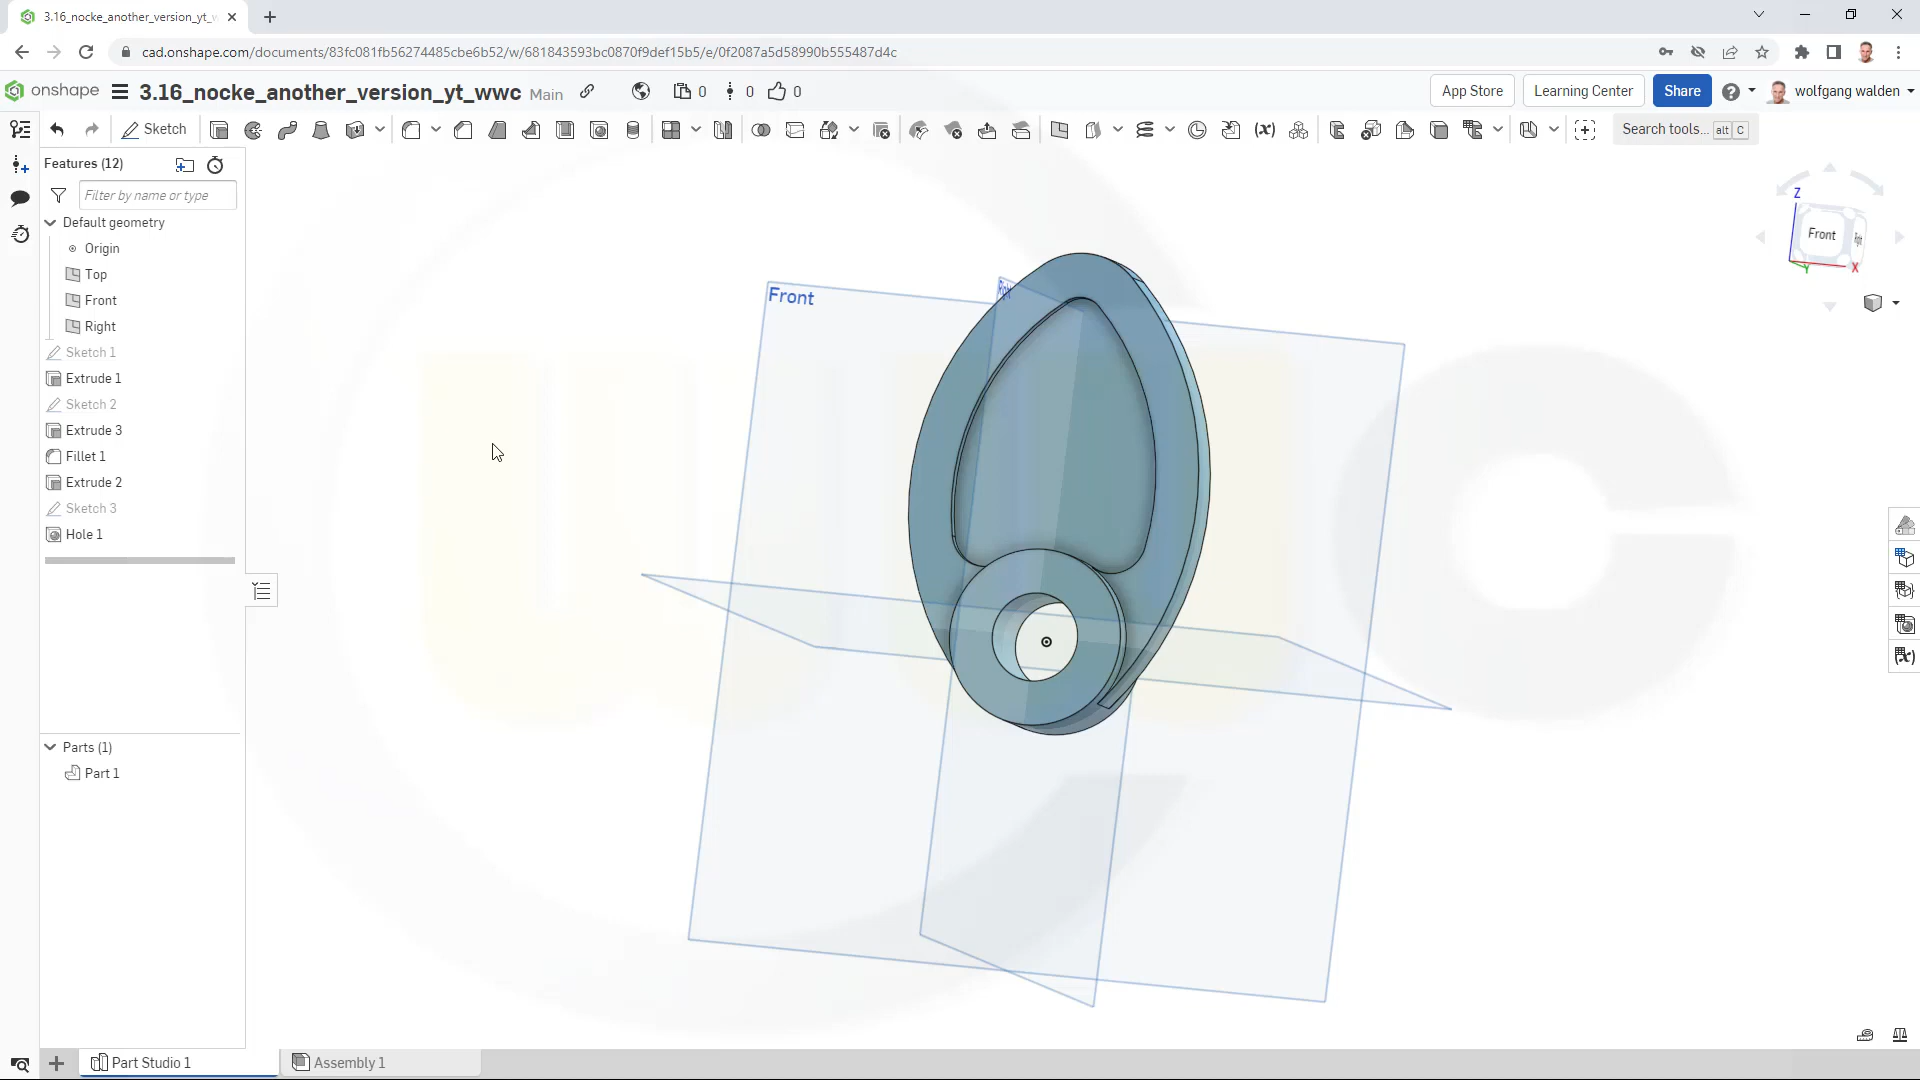 3.16_nocke_another_version_yt_w
cad.onshape.com/documents/83fc081fb56274485cbe6b52/w/681843593bc0870f9def15b5/e/0f2087a5d58990b555487d4c
onshape
3.16_nocke_another_version_yt_wwc Main
0
0
0
App Store
Learning Center
Share
wolfgang walden
Sketch
Search tools... alt C
Features (12)
Filter by name or type
Default geometry
Origin
Top
Front
Right
Sketch 1
Extrude 1
Sketch 2
Extrude 3
Fillet 1
Extrude 2
Sketch 3
Hole 1
Parts (1)
Part 1
Front
Z
Front
X
Y
Part Studio 1
Assembly 1